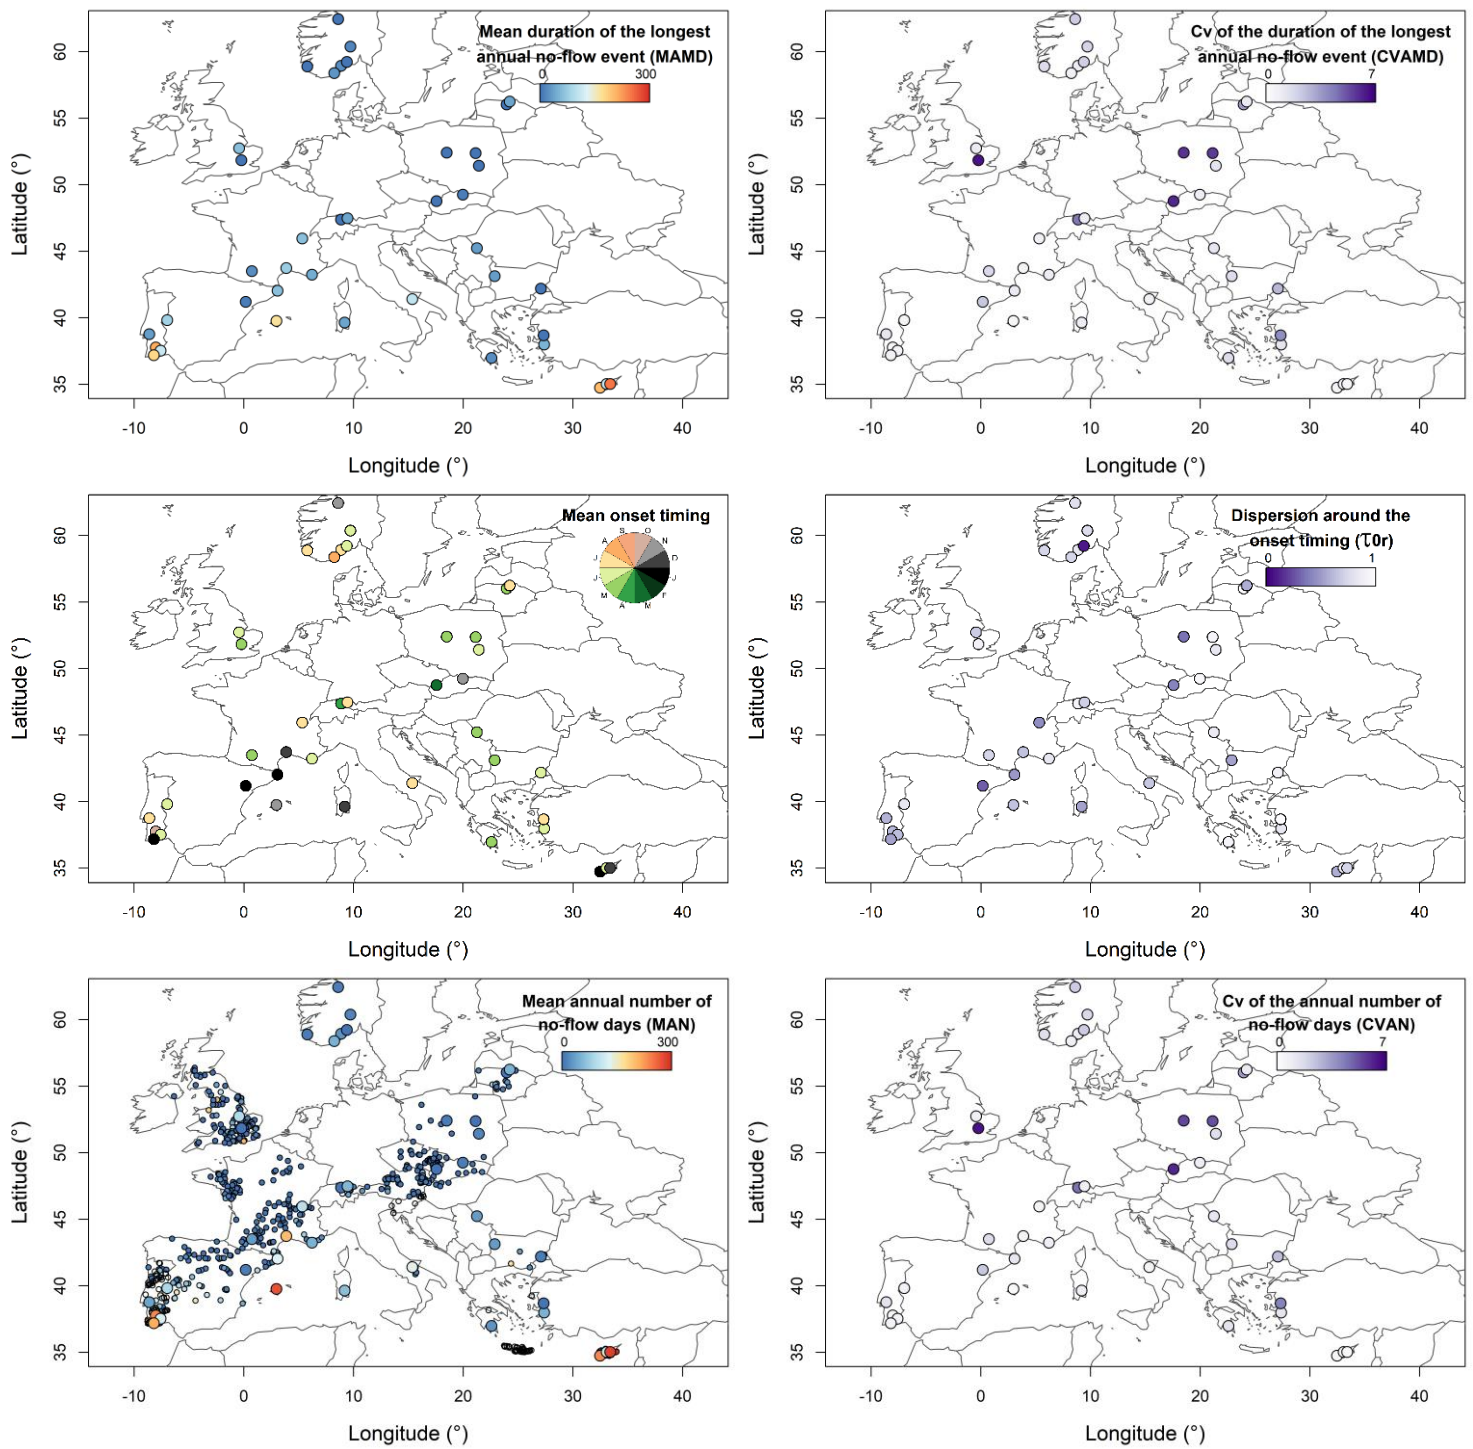 Mean duration of the longest
annual no-flow event (MAMD)
0 300
60
55
50
45
40
35
Latitude (°)
-10 0 10 20 30 40
Longitude (°)
Cv of the duration of the longest
annual no-flow event (CVAMD)
0 7
60
55
50
45
40
35
Latitude (°)
-10 0 10 20 30 40
Longitude (°)
Mean onset timing
S O
A N
J D
J J
M F
A M
60
55
50
45
40
35
Latitude (°)
-10 0 10 20 30 40
Longitude (°)
Dispersion around the
onset timing (τ0r)
0 1
60
55
50
45
40
35
Latitude (°)
-10 0 10 20 30 40
Longitude (°)
Mean annual number of
no-flow days (MAN)
0 300
60
55
50
45
40
35
Latitude (°)
-10 0 10 20 30 40
Longitude (°)
Cv of the annual number of
no-flow days (CVAN)
0 7
60
55
50
45
40
35
Latitude (°)
-10 0 10 20 30 40
Longitude (°)